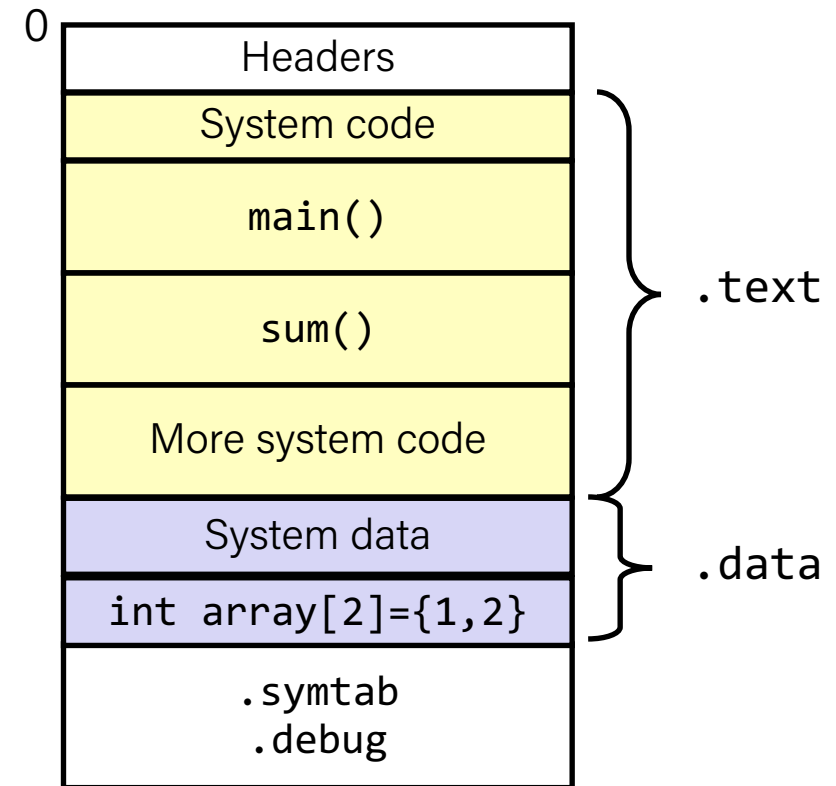 0
Headers
System code
main()
sum()
.text
More system code
System data
.data
int array[2]={1,2}
.symtab
.debug